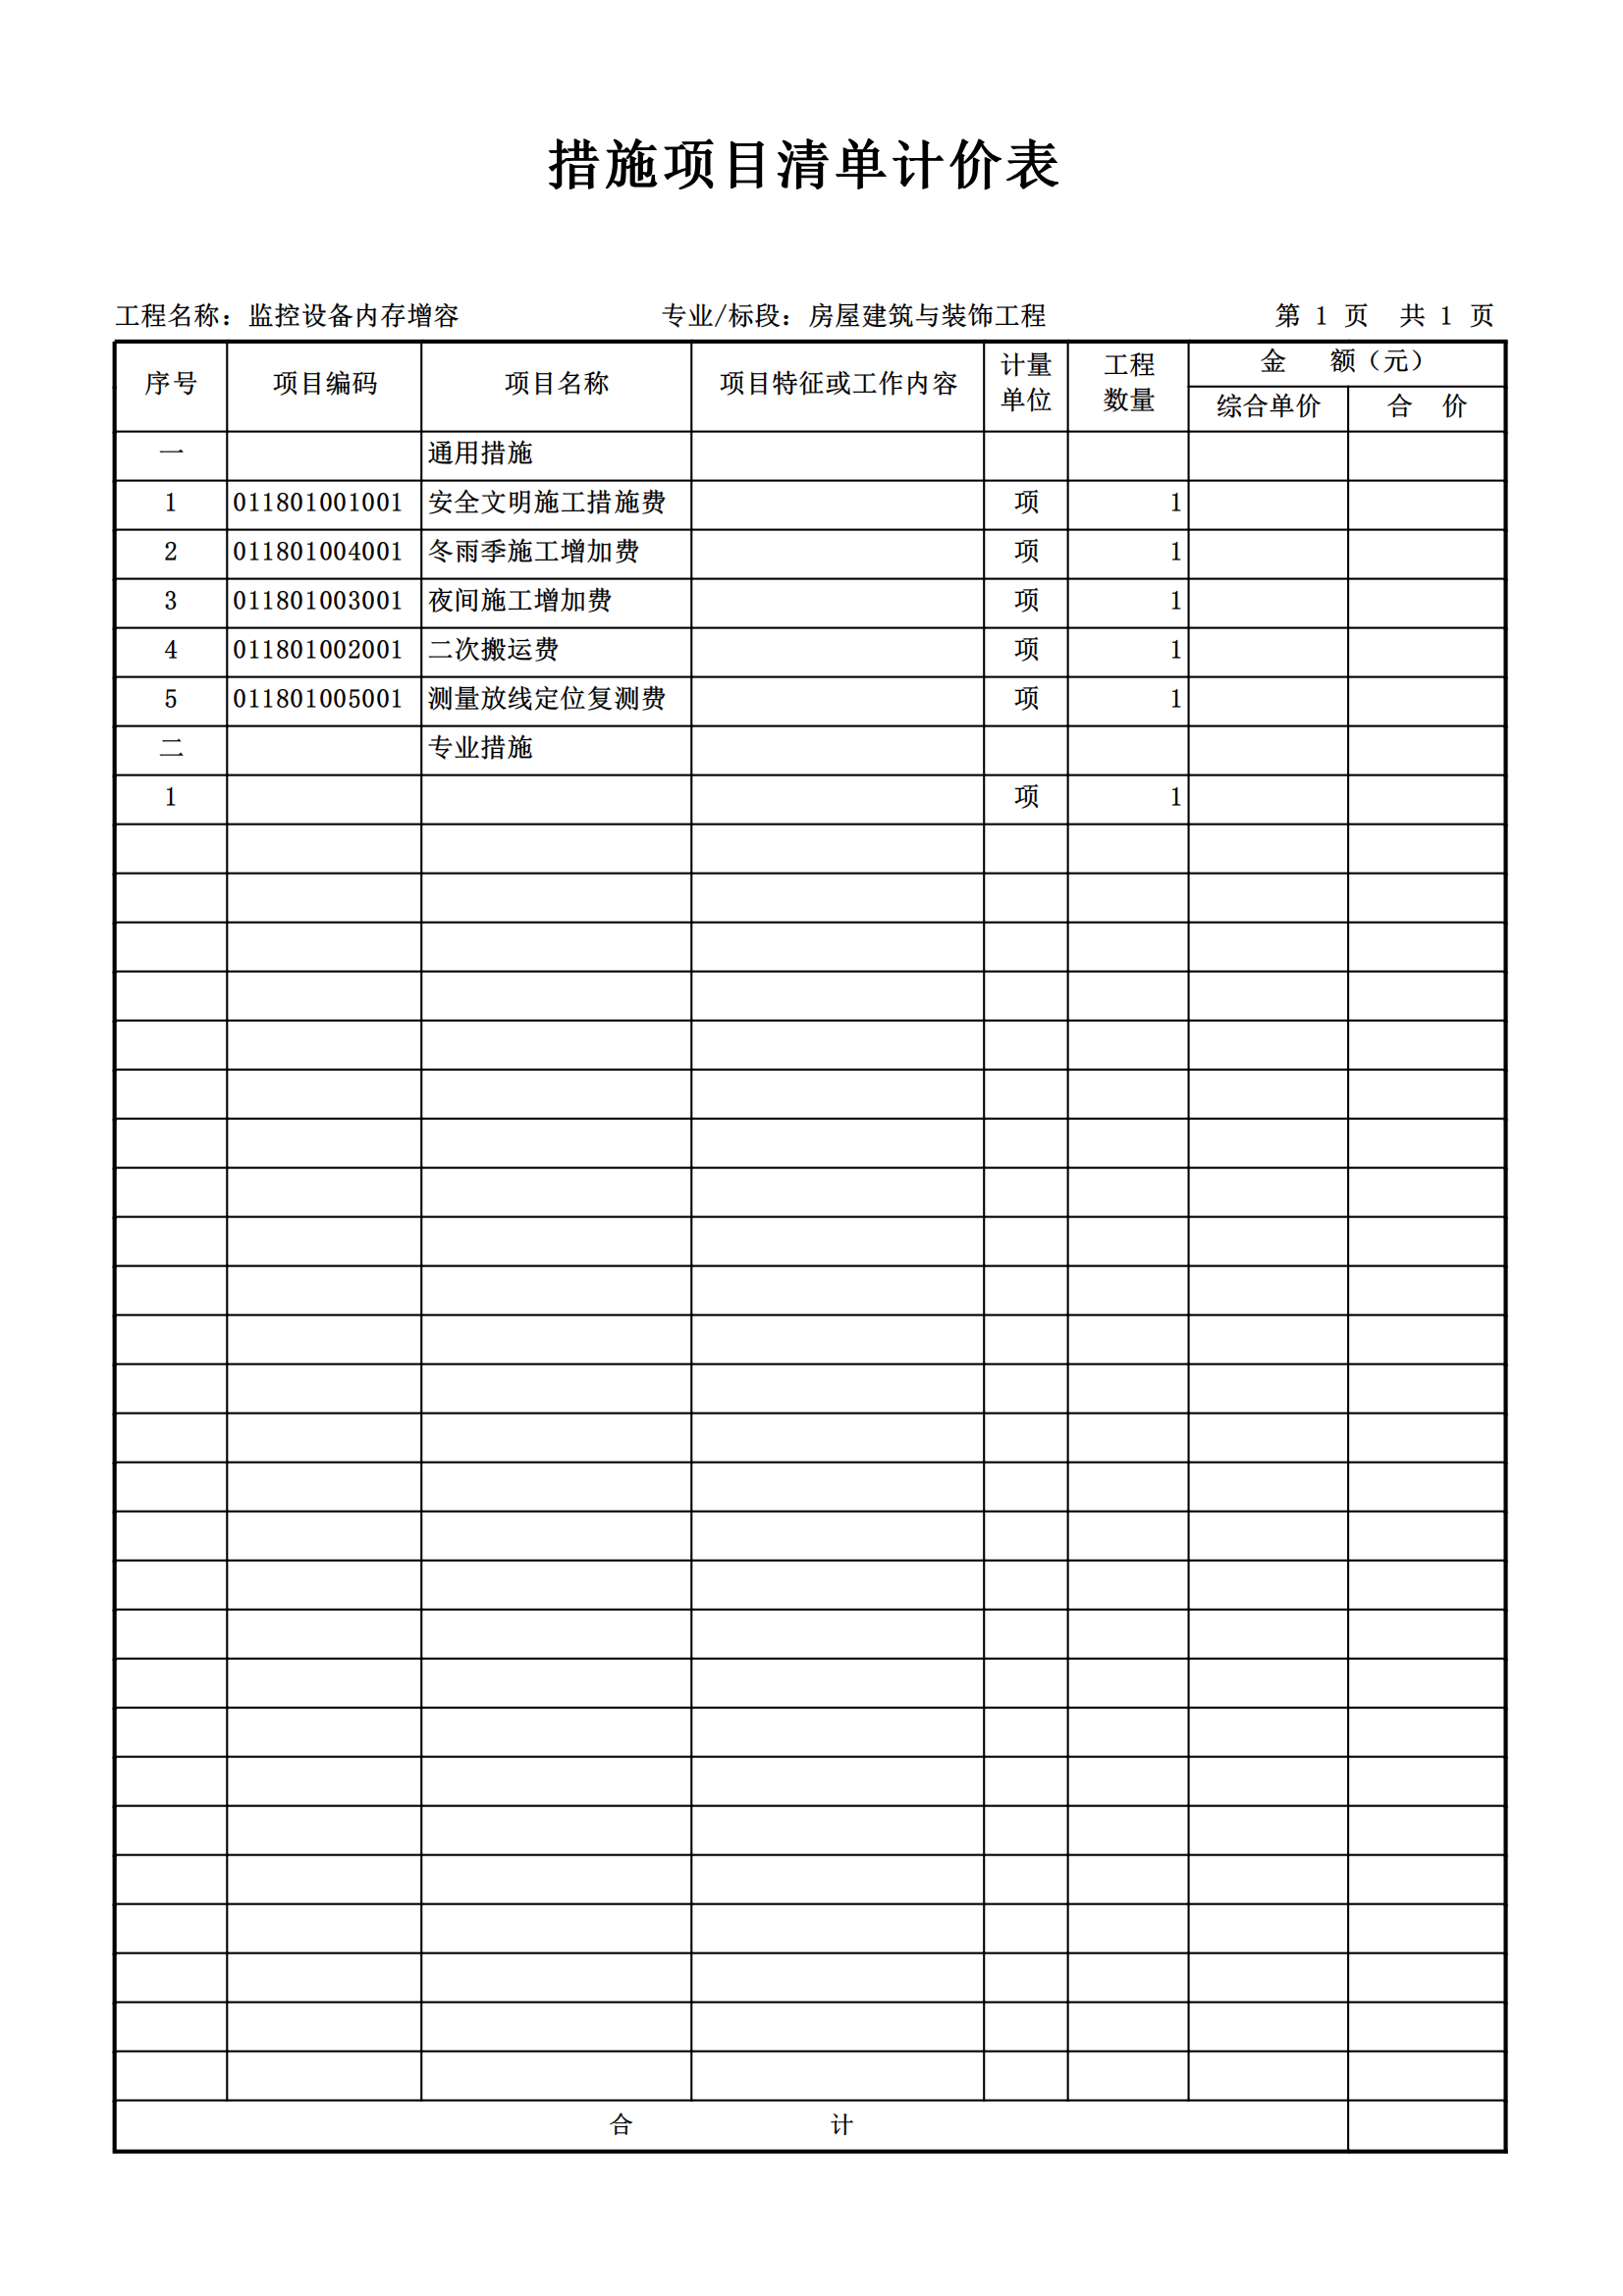 措施项目清单计价表
工程名称：监控设备内存增容 专业/标段：房屋建筑与装饰工程 第 1 页 共 1 页
序号 项目编码 项目名称 项目特征或工作内容 计量单位 工程数量 金 额（元）
综合单价 合 价
一 通用措施
1 011801001001 安全文明施工措施费 项 1
2 011801004001 冬雨季施工增加费 项 1
3 011801003001 夜间施工增加费 项 1
4 011801002001 二次搬运费 项 1
5 011801005001 测量放线定位复测费 项 1
二 专业措施
1 项 1
合 计